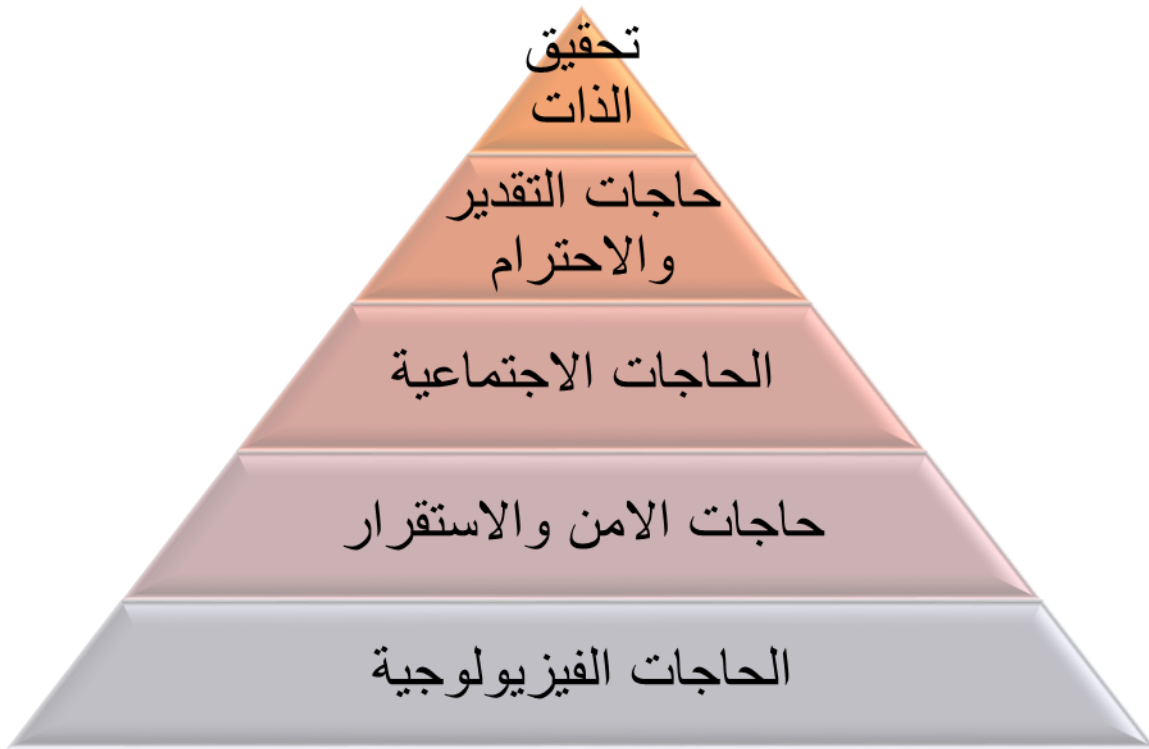 تحقيق
الذات
حاجات التقدير
والاحترام
الحاجات الاجتماعية
حاجات الامن والاستقرار
الحاجات الفيزيولوجية